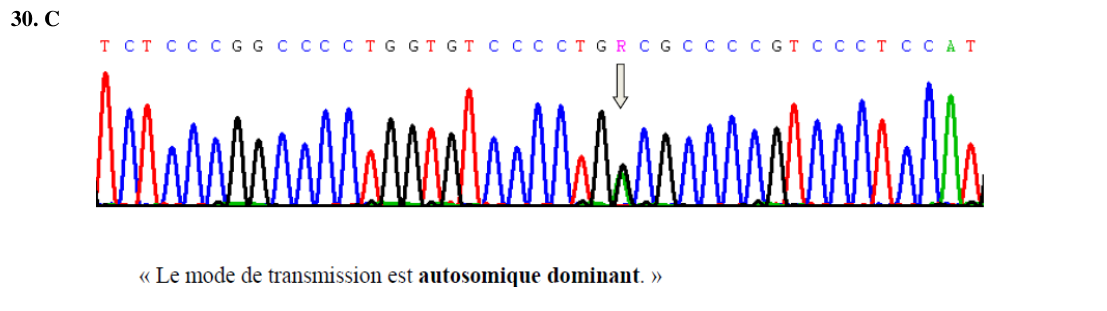 30. C
T C T C C C G G C C C C T G G T G T C C C C T G R C G C C C C G T C C C T C C A T
« Le mode de transmission est autosomique dominant. »